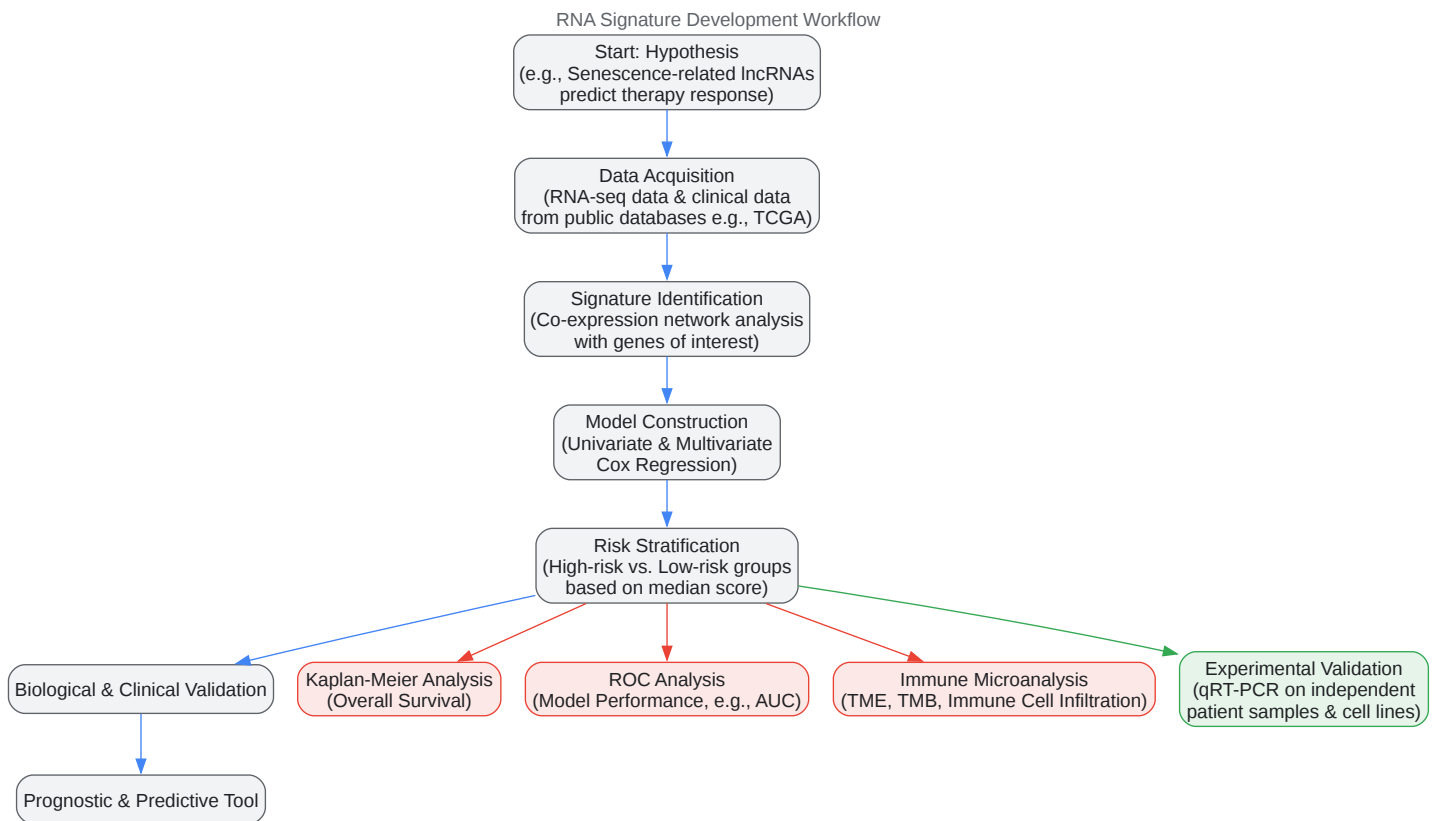 RNA Signature Development Workflow
Start: Hypothesis
(e.g., Senescence-related lncRNAs
predict therapy response)
Data Acquisition
(RNA-seq data & clinical data
from public databases e.g., TCGA)
Signature Identification
(Co-expression network analysis
with genes of interest)
Model Construction
(Univariate & Multivariate
Cox Regression)
Risk Stratification
(High-risk vs. Low-risk groups
based on median score)
Biological & Clinical Validation
Kaplan-Meier Analysis
(Overall Survival)
ROC Analysis
(Model Performance, e.g., AUC)
Immune Microanalysis
(TME, TMB, Immune Cell Infiltration)
Experimental Validation
(qRT-PCR on independent
patient samples & cell lines)
Prognostic & Predictive Tool